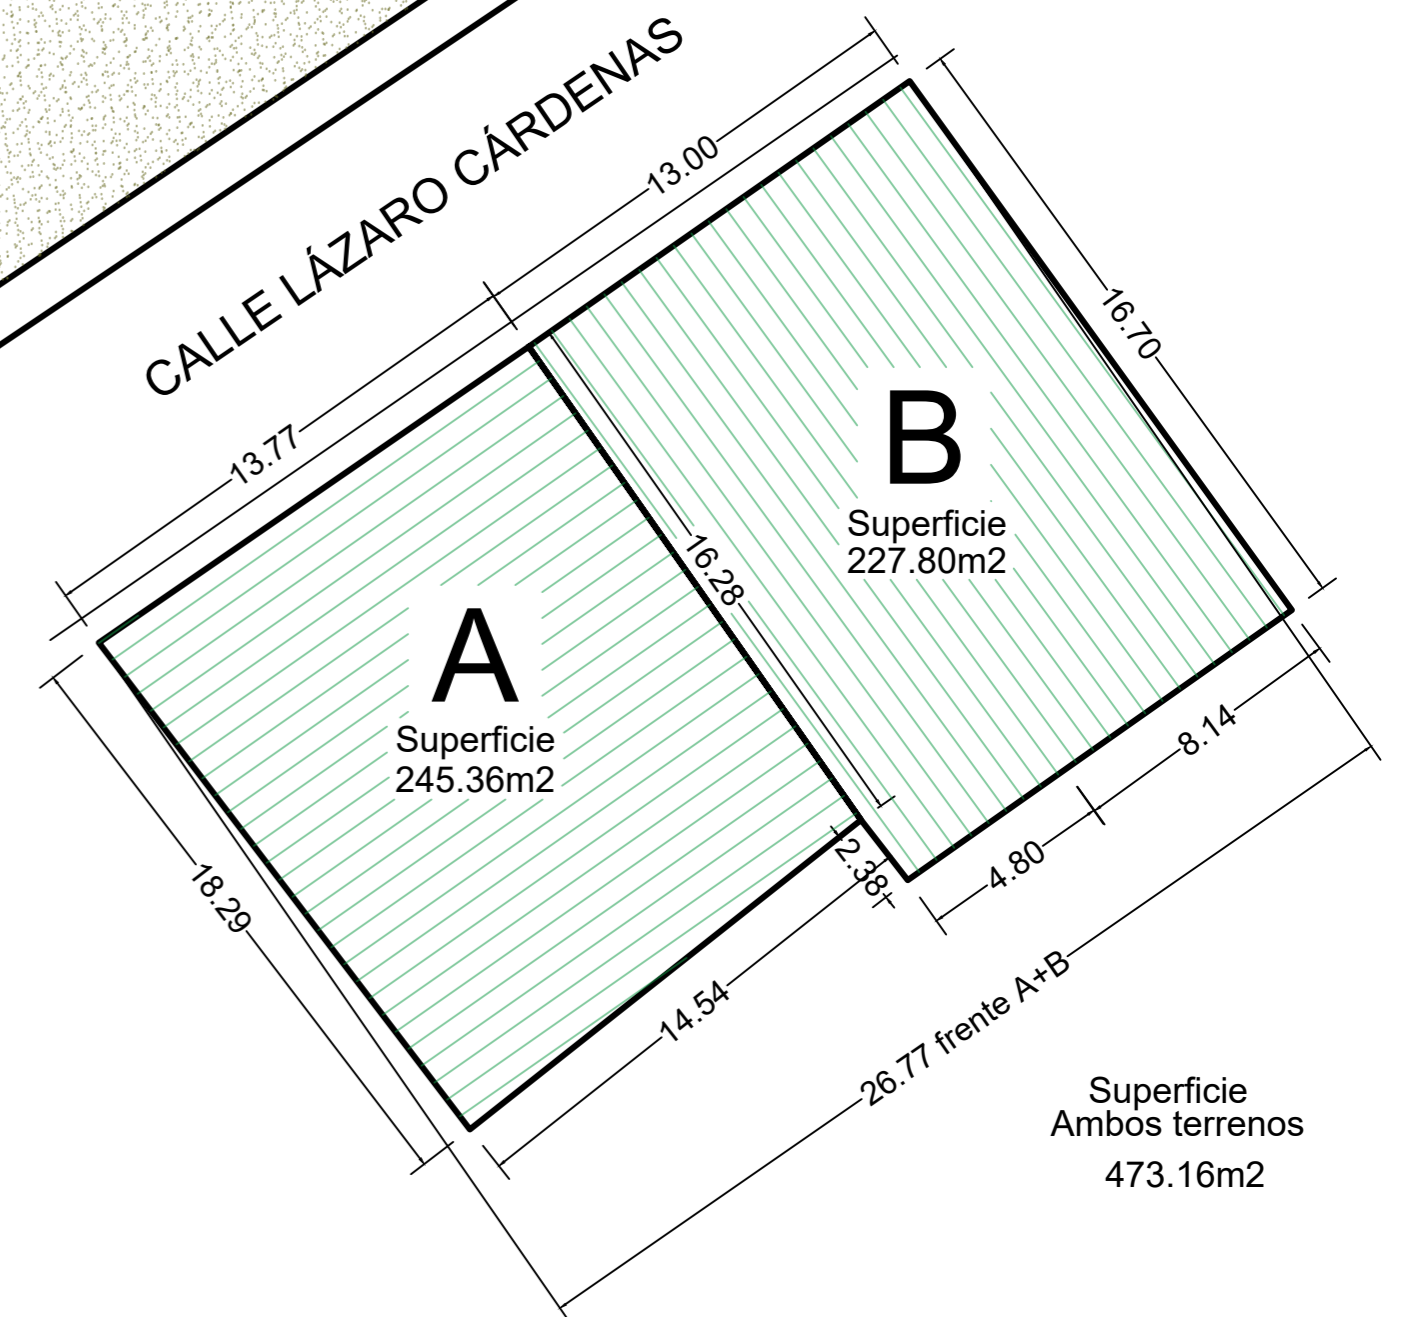 CALLE LÁZARO CÁRDENAS
13.00
13.77
16.70
B
Superficie
227.80m2
16.28
A
Superficie
245.36m2
8.14
4.80
2.38
18.29
14.54
26.77 frente A+B
Superficie
Ambos terrenos
473.16m2